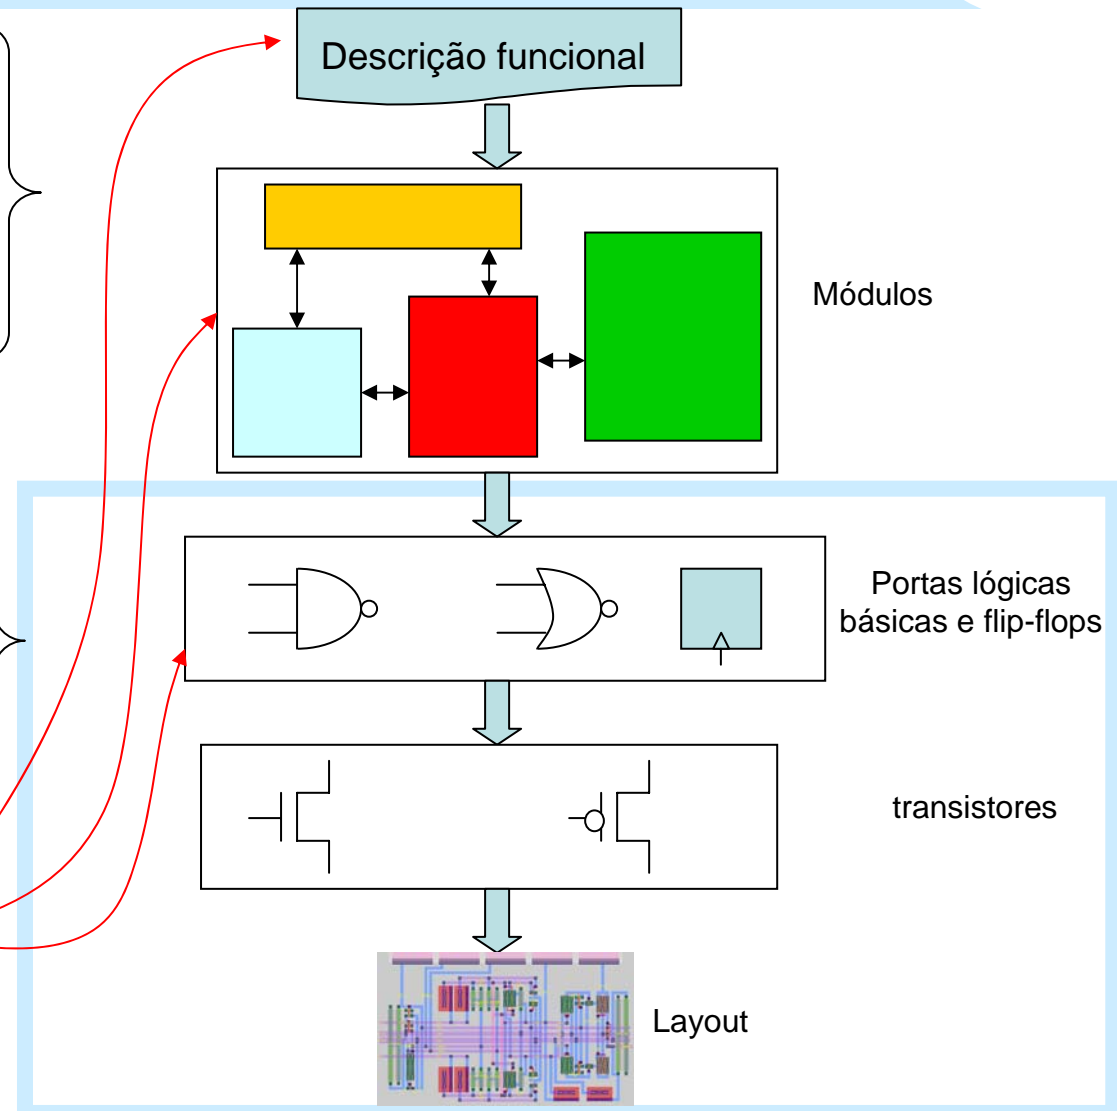 Descrição funcional
Módulos
Portas lógicas
básicas e flip-flops
transistores
Layout